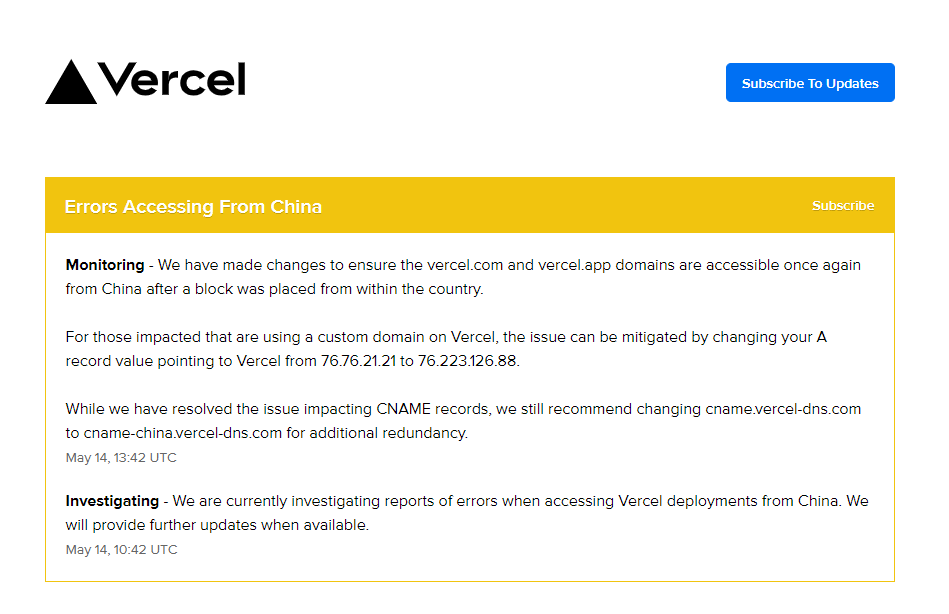 Vercel
Subscribe To Updates
Errors Accessing From China
Subscribe
Monitoring - We have made changes to ensure the vercel.com and vercel.app domains are accessible once again
from China after a block was placed from within the country.
For those impacted that are using a custom domain on Vercel, the issue can be mitigated by changing your A
record value pointing to Vercel from 76.76.21.21 to 76.223.126.88.
While we have resolved the issue impacting CNAME records, we still recommend changing cname.vercel-dns.com
to cname-china.vercel-dns.com for additional redundancy.
May 14, 13:42 UTC
Investigating - We are currently investigating reports of errors when accessing Vercel deployments from China. We
will provide further updates when available.
May 14, 10:42 UTC